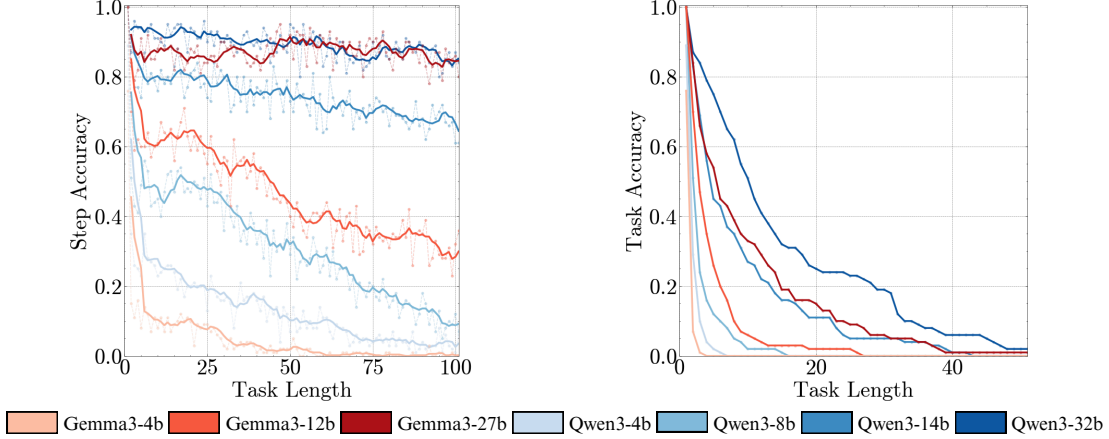 Step Accuracy
1.0
0.8
0.6
0.4
0.2
0.0
0 25 50 75 100
Task Length
Task Accuracy
1.0
0.8
0.6
0.4
0.2
0.0
0 20 40
Task Length
Gemma3-4b Gemma3-12b Gemma3-27b Qwen3-4b Qwen3-8b Qwen3-14b Qwen3-32b